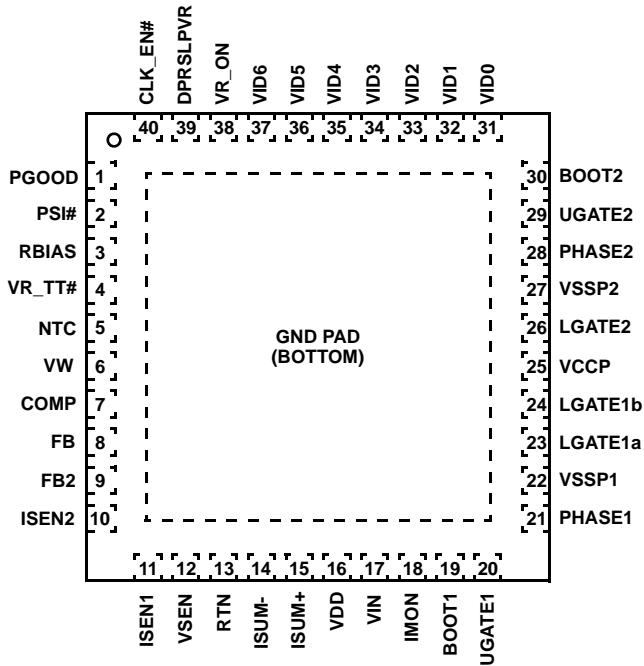 CLK_EN#
DPRSLPVR
VR_ON
VID6
VID5
VID4
VID3
VID2
VID1
VID0
40
39
38
37
36
35
34
33
32
31
PGOOD 1
PSI# 2
RBIAS 3
VR_TT# 4
NTC 5
VW 6
COMP 7
FB 8
FB2 9
ISEN2 10
GND PAD
(BOTTOM)
30 BOOT2
29 UGATE2
28 PHASE2
27 VSSP2
26 LGATE2
25 VCCP
24 LGATE1b
23 LGATE1a
22 VSSP1
21 PHASE1
11
12
13
14
15
16
17
18
19
20
ISEN1
VSEN
RTN
ISUM-
ISUM+
VDD
VIN
IMON
BOOT1
UGATE1